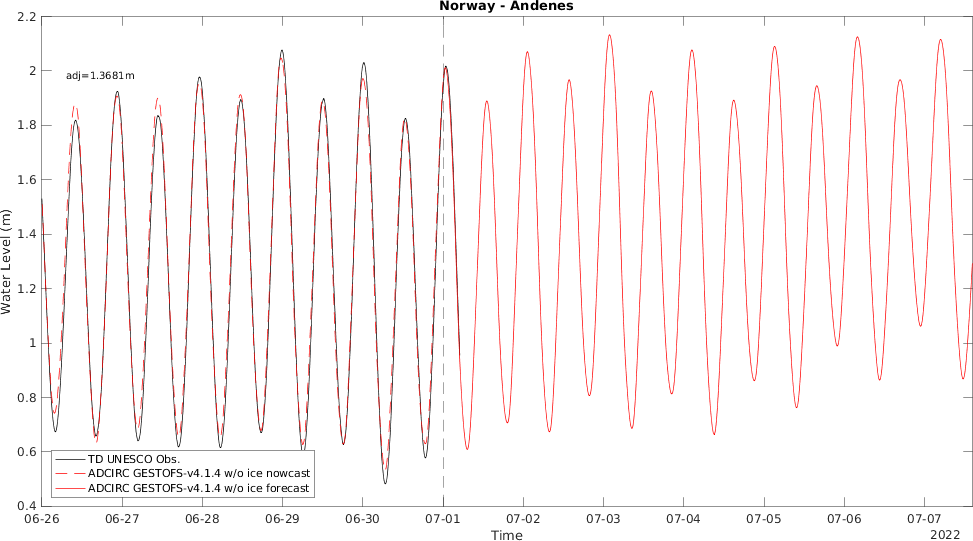 Norway - Andenes
adj=1.3681m
2.2
2
1.8
1.6
1.4
1.2
1
0.8
0.6
0.4
Water Level (m)
TD UNESCO Obs.
ADCIRC GESTOFS-v4.1.4 w/o ice nowcast
ADCIRC GESTOFS-v4.1.4 w/o ice forecast
06-26 06-27 06-28 06-29 06-30 07-01 07-02 07-03 07-04 07-05 07-06 07-07
Time
2022